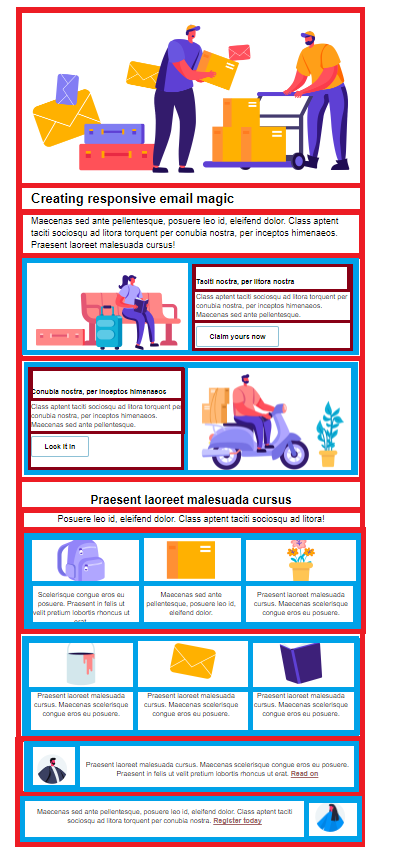 Creating responsive email magic
Maecenas sed ante pellentesque, posuere leo id, eleifend dolor. Class aptent
taciti sociosqu ad litora torquent per conubia nostra, per inceptos himenaeos.
Praesent laoreet malesuada cursus!
Taciti nostra, per litora nostra
Class aptent taciti sociosqu ad litora torquent per
conubia nostra, per inceptos himenaeos.
Maecenas sed ante pellentesque.
Claim yours now
Conubia nostra, per inceptos himenaeos
Class aptent taciti sociosqu ad litora torquent per
conubia nostra, per inceptos himenaeos.
Maecenas sed ante pellentesque.
Look it in
Praesent laoreet malesuada cursus
Posuere leo id, eleifend dolor. Class aptent taciti sociosqu ad litora!
Scelerisque congue eros eu
posuere. Praesent in felis ut
velit pretium lobortis rhoncus ut
erat.
Maecenas sed ante
pellentesque, posuere leo id,
eleifend dolor.
Praesent laoreet malesuada
cursus. Maecenas scelerisque
congue eros eu posuere.
Praesent laoreet malesuada
cursus. Maecenas scelerisque
congue eros eu posuere.
Praesent laoreet malesuada
cursus. Maecenas scelerisque
congue eros eu posuere.
Praesent laoreet malesuada
cursus. Maecenas scelerisque
congue eros eu posuere.
Praesent laoreet malesuada cursus. Maecenas scelerisque congue eros eu posuere.
Praesent in felis ut velit pretium lobortis rhoncus ut erat. Read on
Maecenas sed ante pellentesque, posuere leo id, eleifend dolor. Class aptent taciti
sociosqu ad litora torquent per conubia nostra. Register today